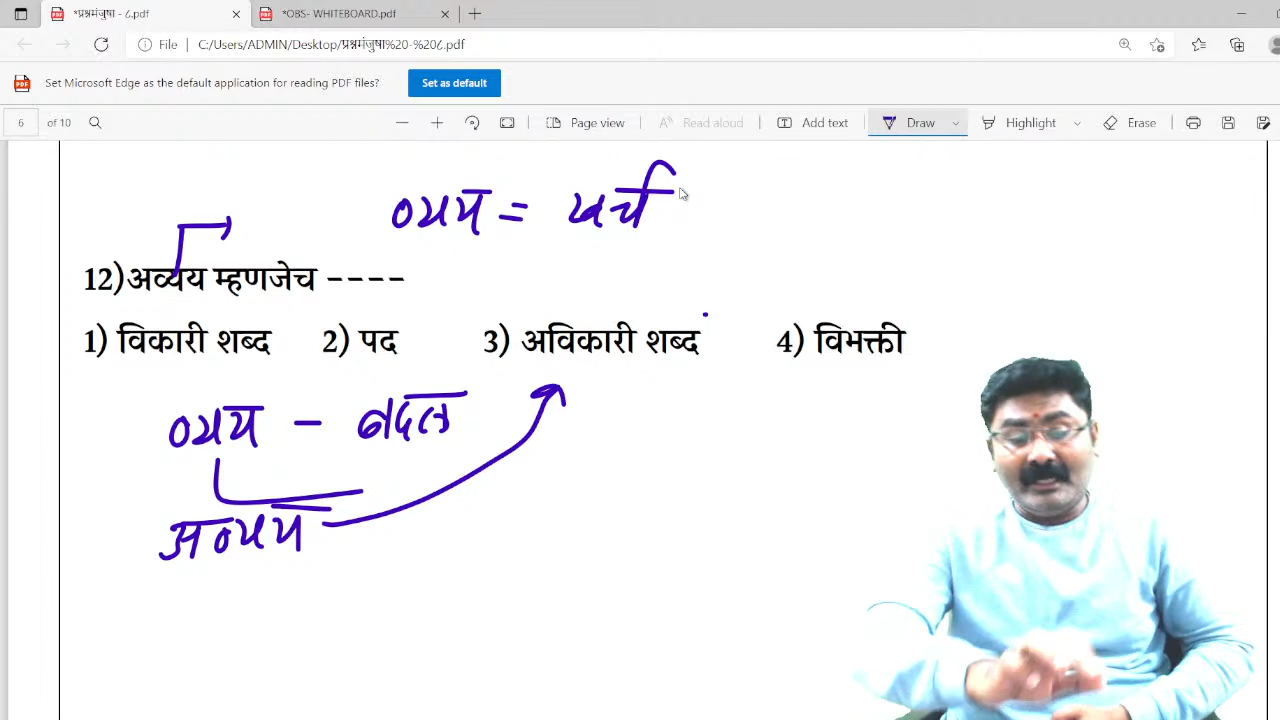 *प्रश्नमंजुषा - ८.pdf
*OBS- WHITEBOARD.pdf
File C:/Users/ADMIN/Desktop/प्रश्नमंजुषा%20-%20८.pdf
Set Microsoft Edge as the default application for reading PDF files? Set as default
6 of 10 Page view Read aloud Add text Draw Highlight Erase
व्यय = खर्च
12)अव्यय म्हणजेच ----
1) विकारी शब्द 2) पद 3) अविकारी शब्द 4) विभक्ती
व्यय - बदल
अव्यय